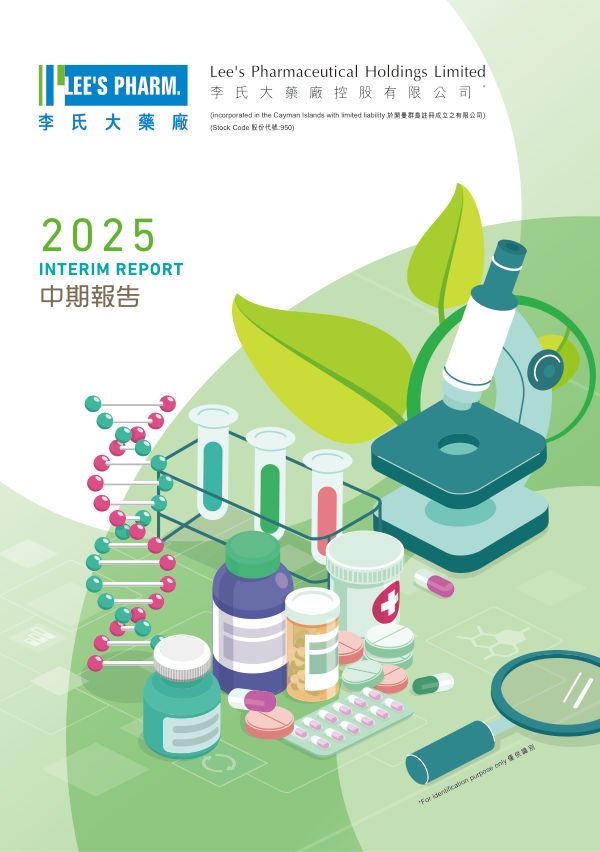 LEE'S PHARM.
李氏大藥廠
Lee's Pharmaceutical Holdings Limited
李氏大藥廠控股有限公司*
(incorporated in the Cayman Islands with limited liability 於開曼群島註冊成立之有限公司)
(Stock Code 股份代號:950)
2025
INTERIM REPORT
中期報告
*For identification purpose only 僅供識別